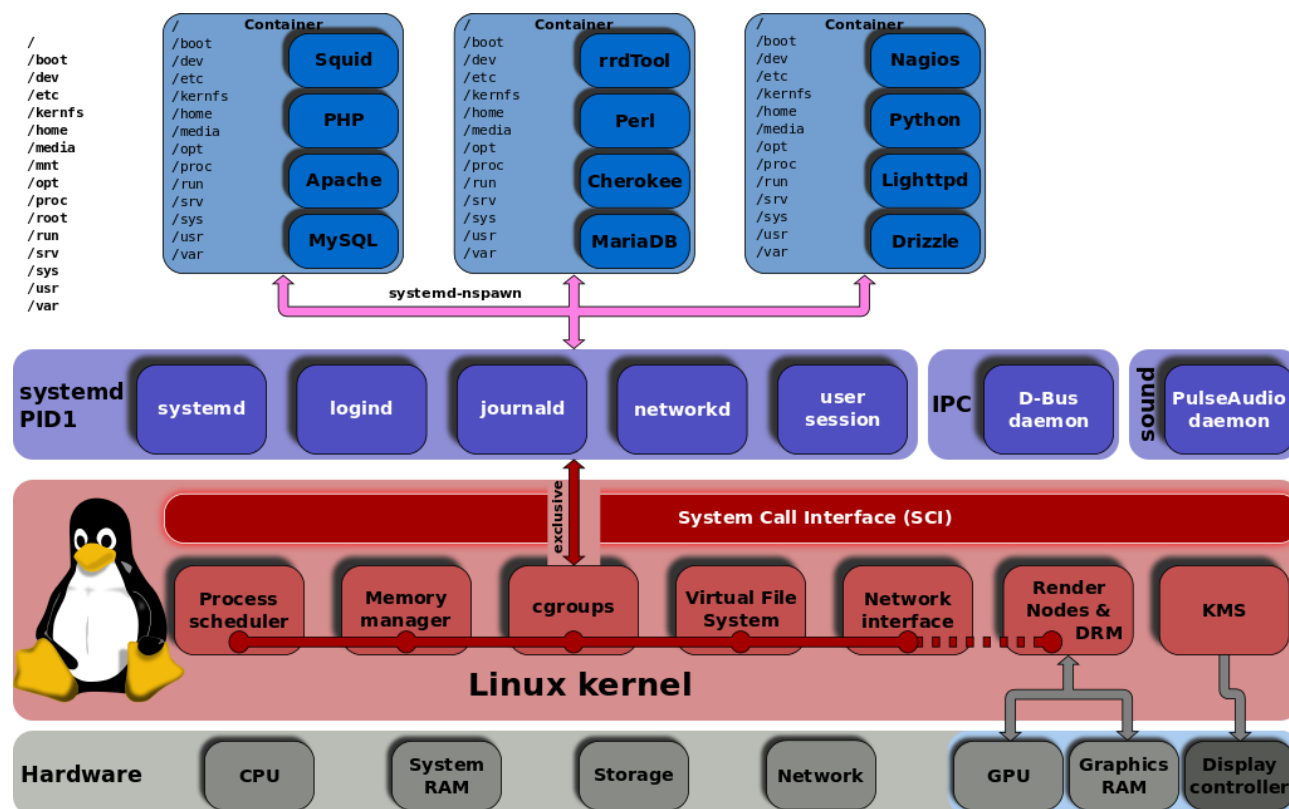 /
/boot
/dev
/etc
/kernfs
/home
/media
/mnt
/opt
/proc
/root
/run
/srv
/sys
/usr
/var
Container
/
/boot
/dev
/etc
/kernfs
/home
/media
/opt
/proc
/run
/srv
/sys
/usr
/var
Squid
PHP
Apache
MySQL
Container
/
/boot
/dev
/etc
/kernfs
/home
/media
/opt
/proc
/run
/srv
/sys
/usr
/var
rrdTool
Perl
Cherokee
MariaDB
Container
/
/boot
/dev
/etc
/kernfs
/home
/media
/opt
/proc
/run
/srv
/sys
/usr
/var
Nagios
Python
Lighttpd
Drizzle
systemd-nspawn
systemd
PID1
systemd
logind
journald
networkd
user
session
IPC
D-Bus
daemon
sound
PulseAudio
daemon
exclusive
System Call Interface (SCI)
Process
scheduler
Memory
manager
cgroups
Virtual File
System
Network
interface
Render
Nodes &
DRM
KMS
Linux kernel
Hardware
CPU
System
RAM
Storage
Network
GPU
Graphics
RAM
Display
controller